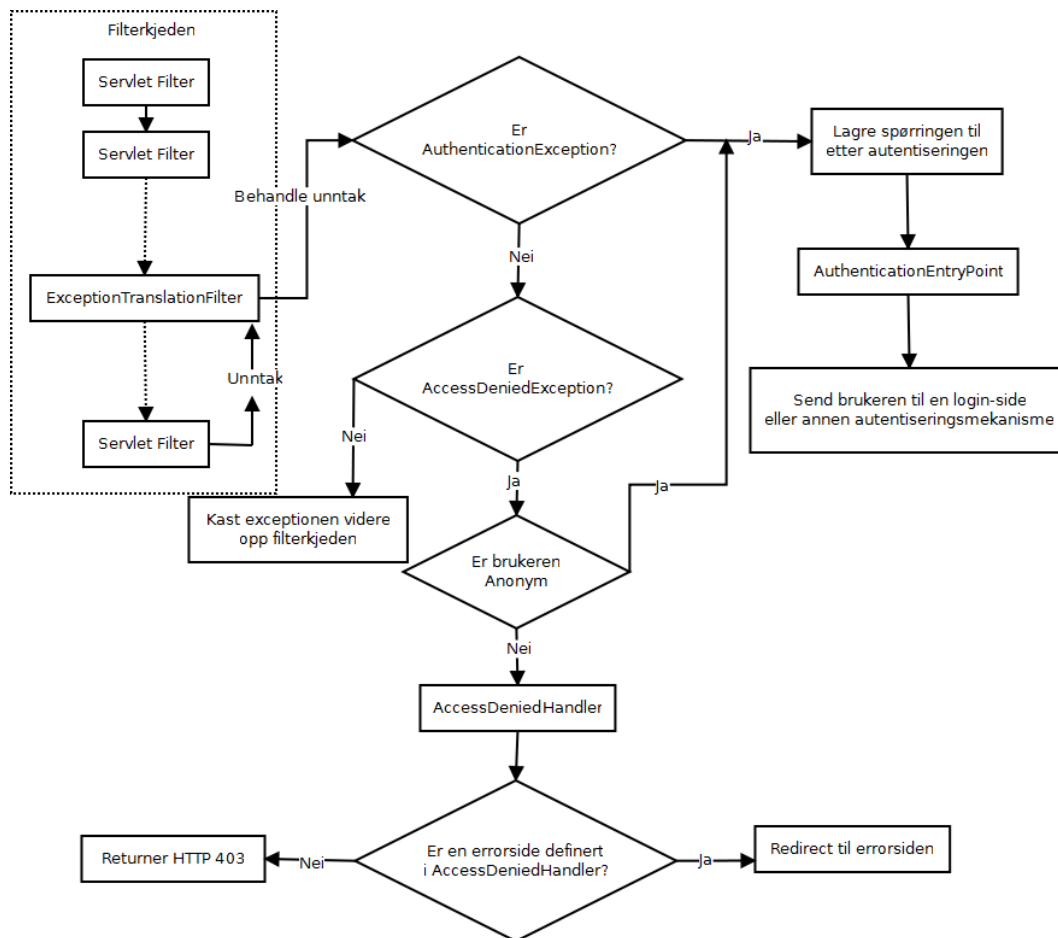 Filterkjeden
Servlet Filter
Servlet Filter
ExceptionTranslationFilter
Unntak
Servlet Filter
Behandle unntak
Er
AuthenticationException?
Ja
Lagre spørringen til
etter autentiseringen
AuthenticationEntryPoint
Send brukeren til en login-side
eller annen autentiseringsmekanisme
Nei
Er
AccessDeniedException?
Nei
Kast exceptionen videre
opp filterkjeden
Ja
Er brukeren
Anonym
Ja
Nei
AccessDeniedHandler
Er en errorside definert
i AccessDeniedHandler?
Nei
Returner HTTP 403
Ja
Redirect til errorsiden